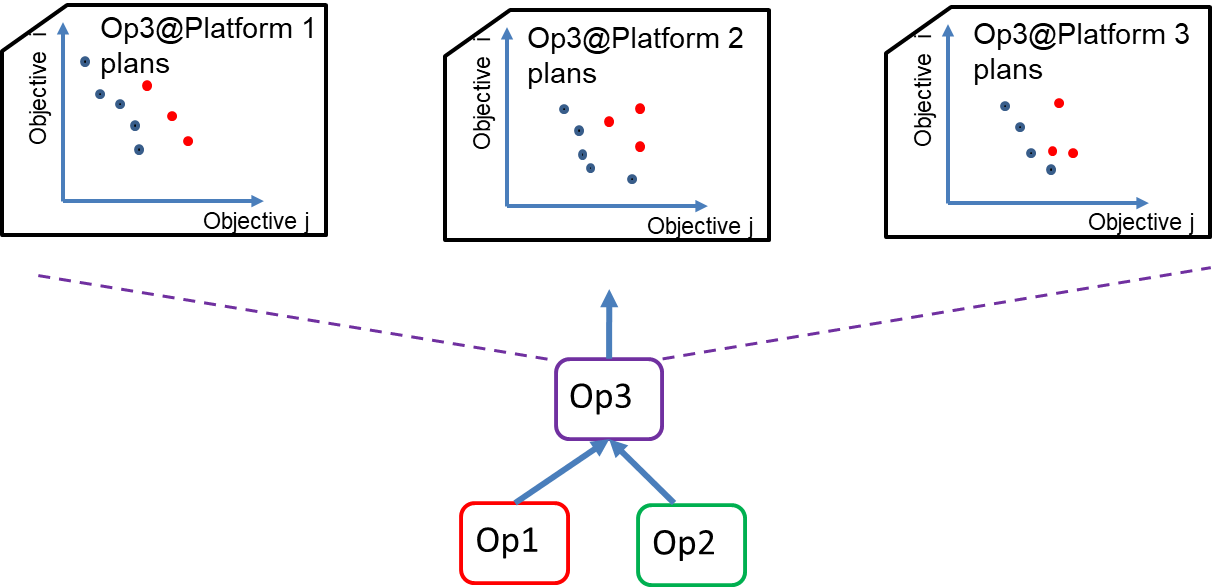 Op3@Platform 1
plans
Objective i
Objective j
Op3@Platform 2
plans
Objective i
Objective j
Op3@Platform 3
plans
Objective i
Objective j
Op3
Op1
Op2